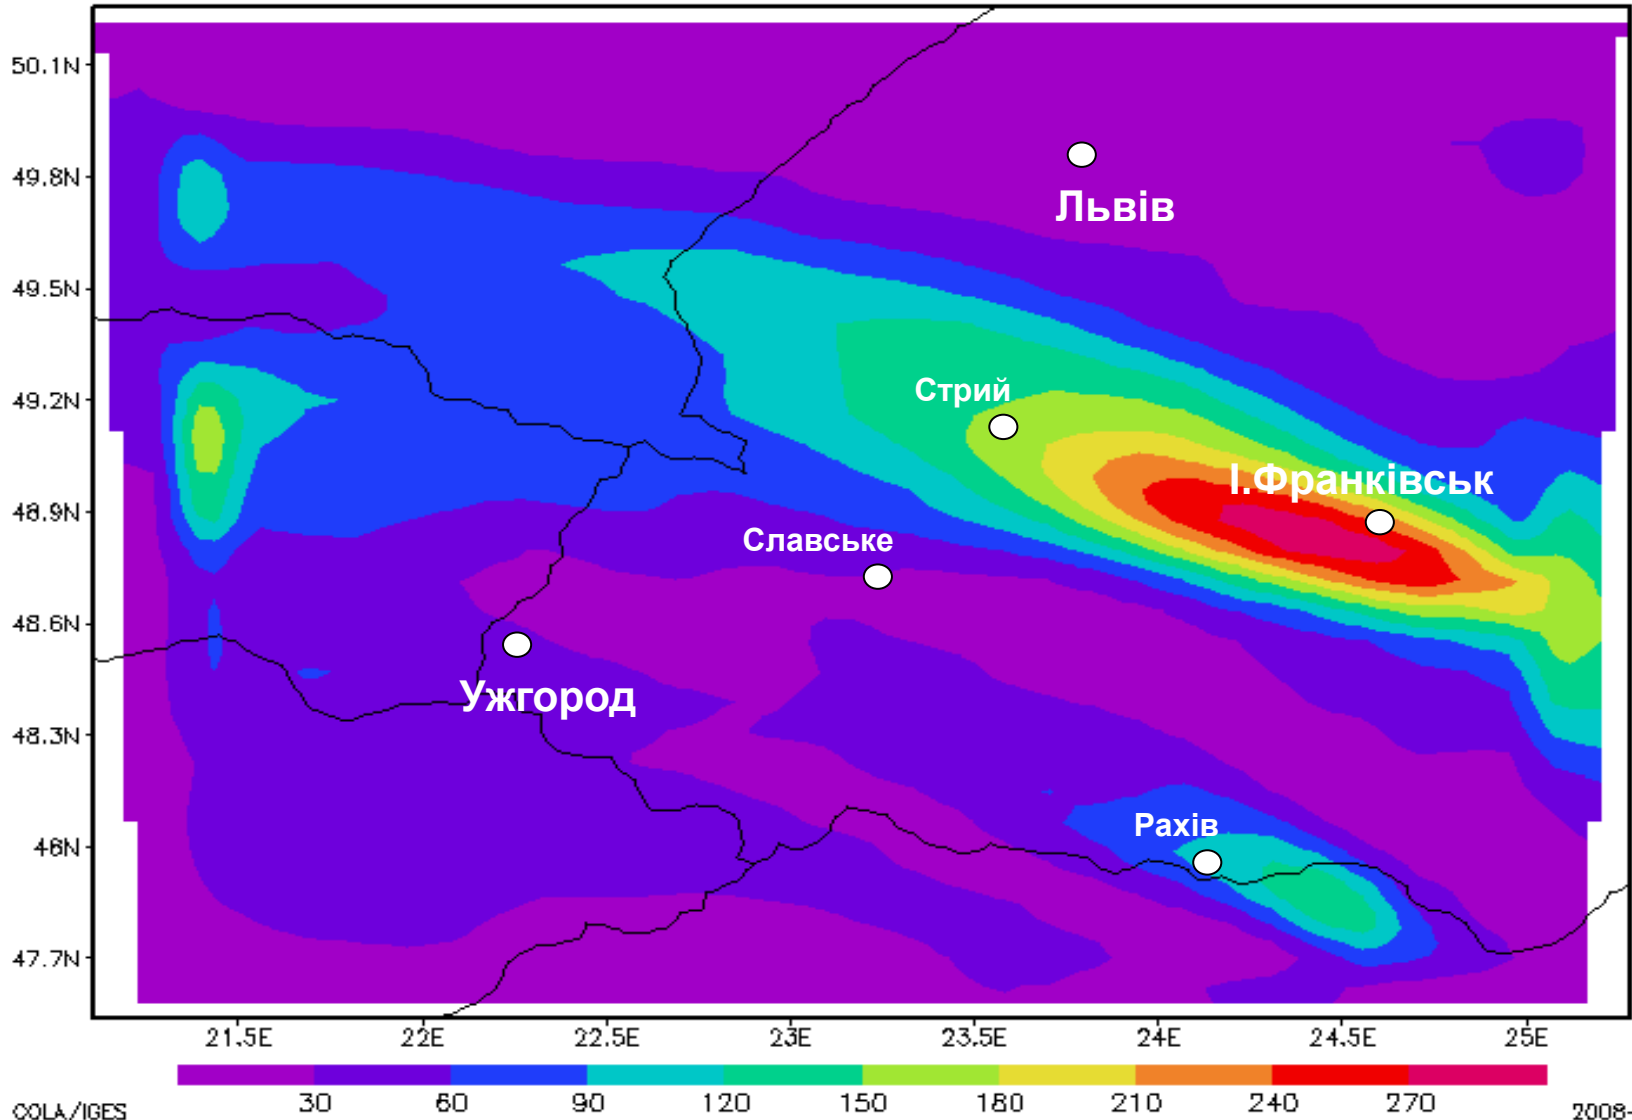 50.1N
49.8N
Львів
49.5N
49.2N
Стрий
І.Франківськ
48.9N
Славське
48.6N
Ужгород
48.3N
Рахів
48N
47.7N
21.5E 22E 22.5E 23E 23.5E 24E 24.5E 25E
30 60 90 120 150 180 210 240 270
COLA/IGES 2008-